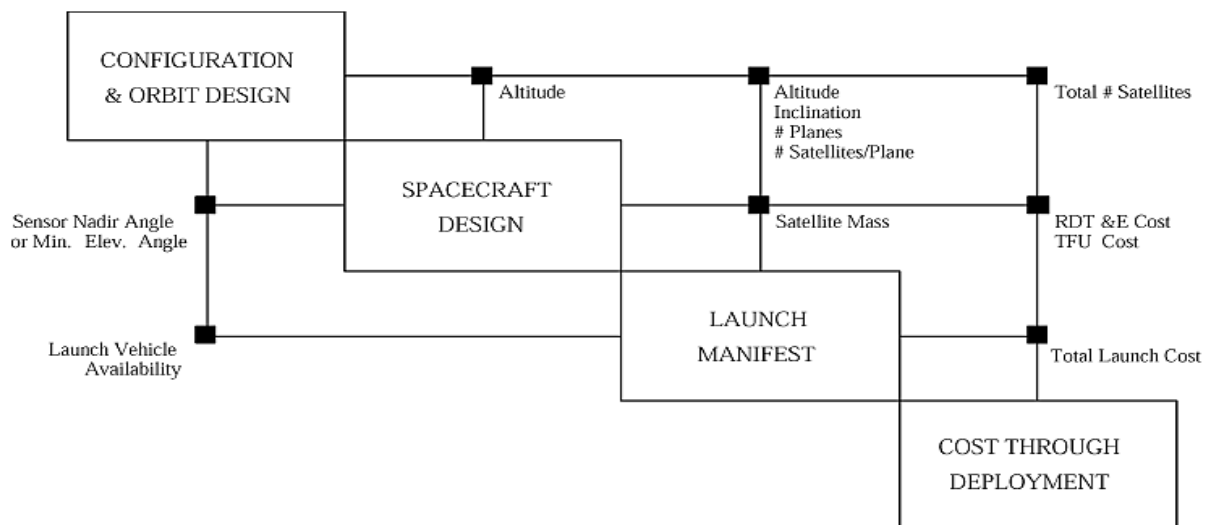 CONFIGURATION
& ORBIT DESIGN
Altitude
Altitude
Inclination
# Planes
# Satellites/Plane
Total # Satellites
Sensor Nadir Angle
or Min. Elev. Angle
SPACECRAFT
DESIGN
Satellite Mass
RDT &E Cost
TFU Cost
Launch Vehicle
Availability
LAUNCH
MANIFEST
Total Launch Cost
COST THROUGH
DEPLOYMENT